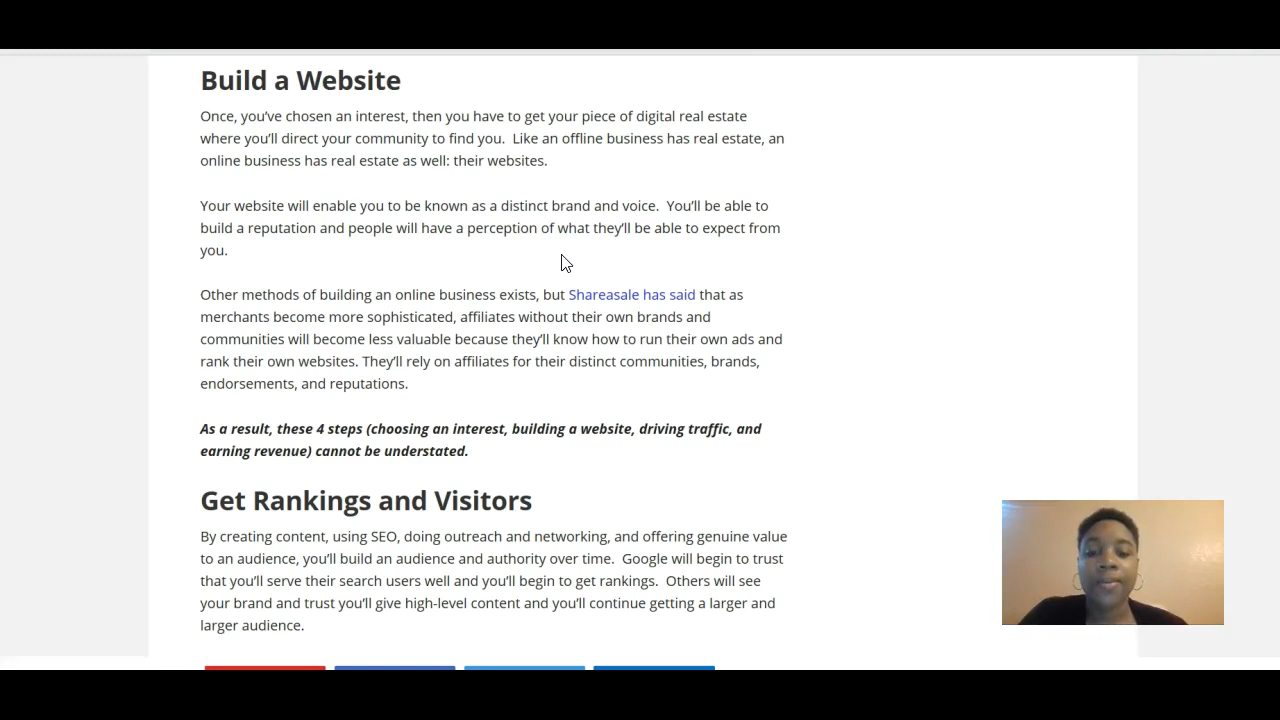 Build a Website
Once, you've chosen an interest, then you have to get your piece of digital real estate
where you'll direct your community to find you.  Like an offline business has real estate, an
online business has real estate as well: their websites.
Your website will enable you to be known as a distinct brand and voice.  You'll be able to
build a reputation and people will have a perception of what they'll be able to expect from
you.
Other methods of building an online business exists, but Shareasale has said that as
merchants become more sophisticated, affiliates without their own brands and
communities will become less valuable because they'll know how to run their own ads and
rank their own websites. They'll rely on affiliates for their distinct communities, brands,
endorsements, and reputations.
As a result, these 4 steps (choosing an interest, building a website, driving traffic, and
earning revenue) cannot be understated.
Get Rankings and Visitors
By creating content, using SEO, doing outreach and networking, and offering genuine value
to an audience, you'll build an audience and authority over time.  Google will begin to trust
that you'll serve their search users well and you'll begin to get rankings.  Others will see
your brand and trust you'll give high-level content and you'll continue getting a larger and
larger audience.